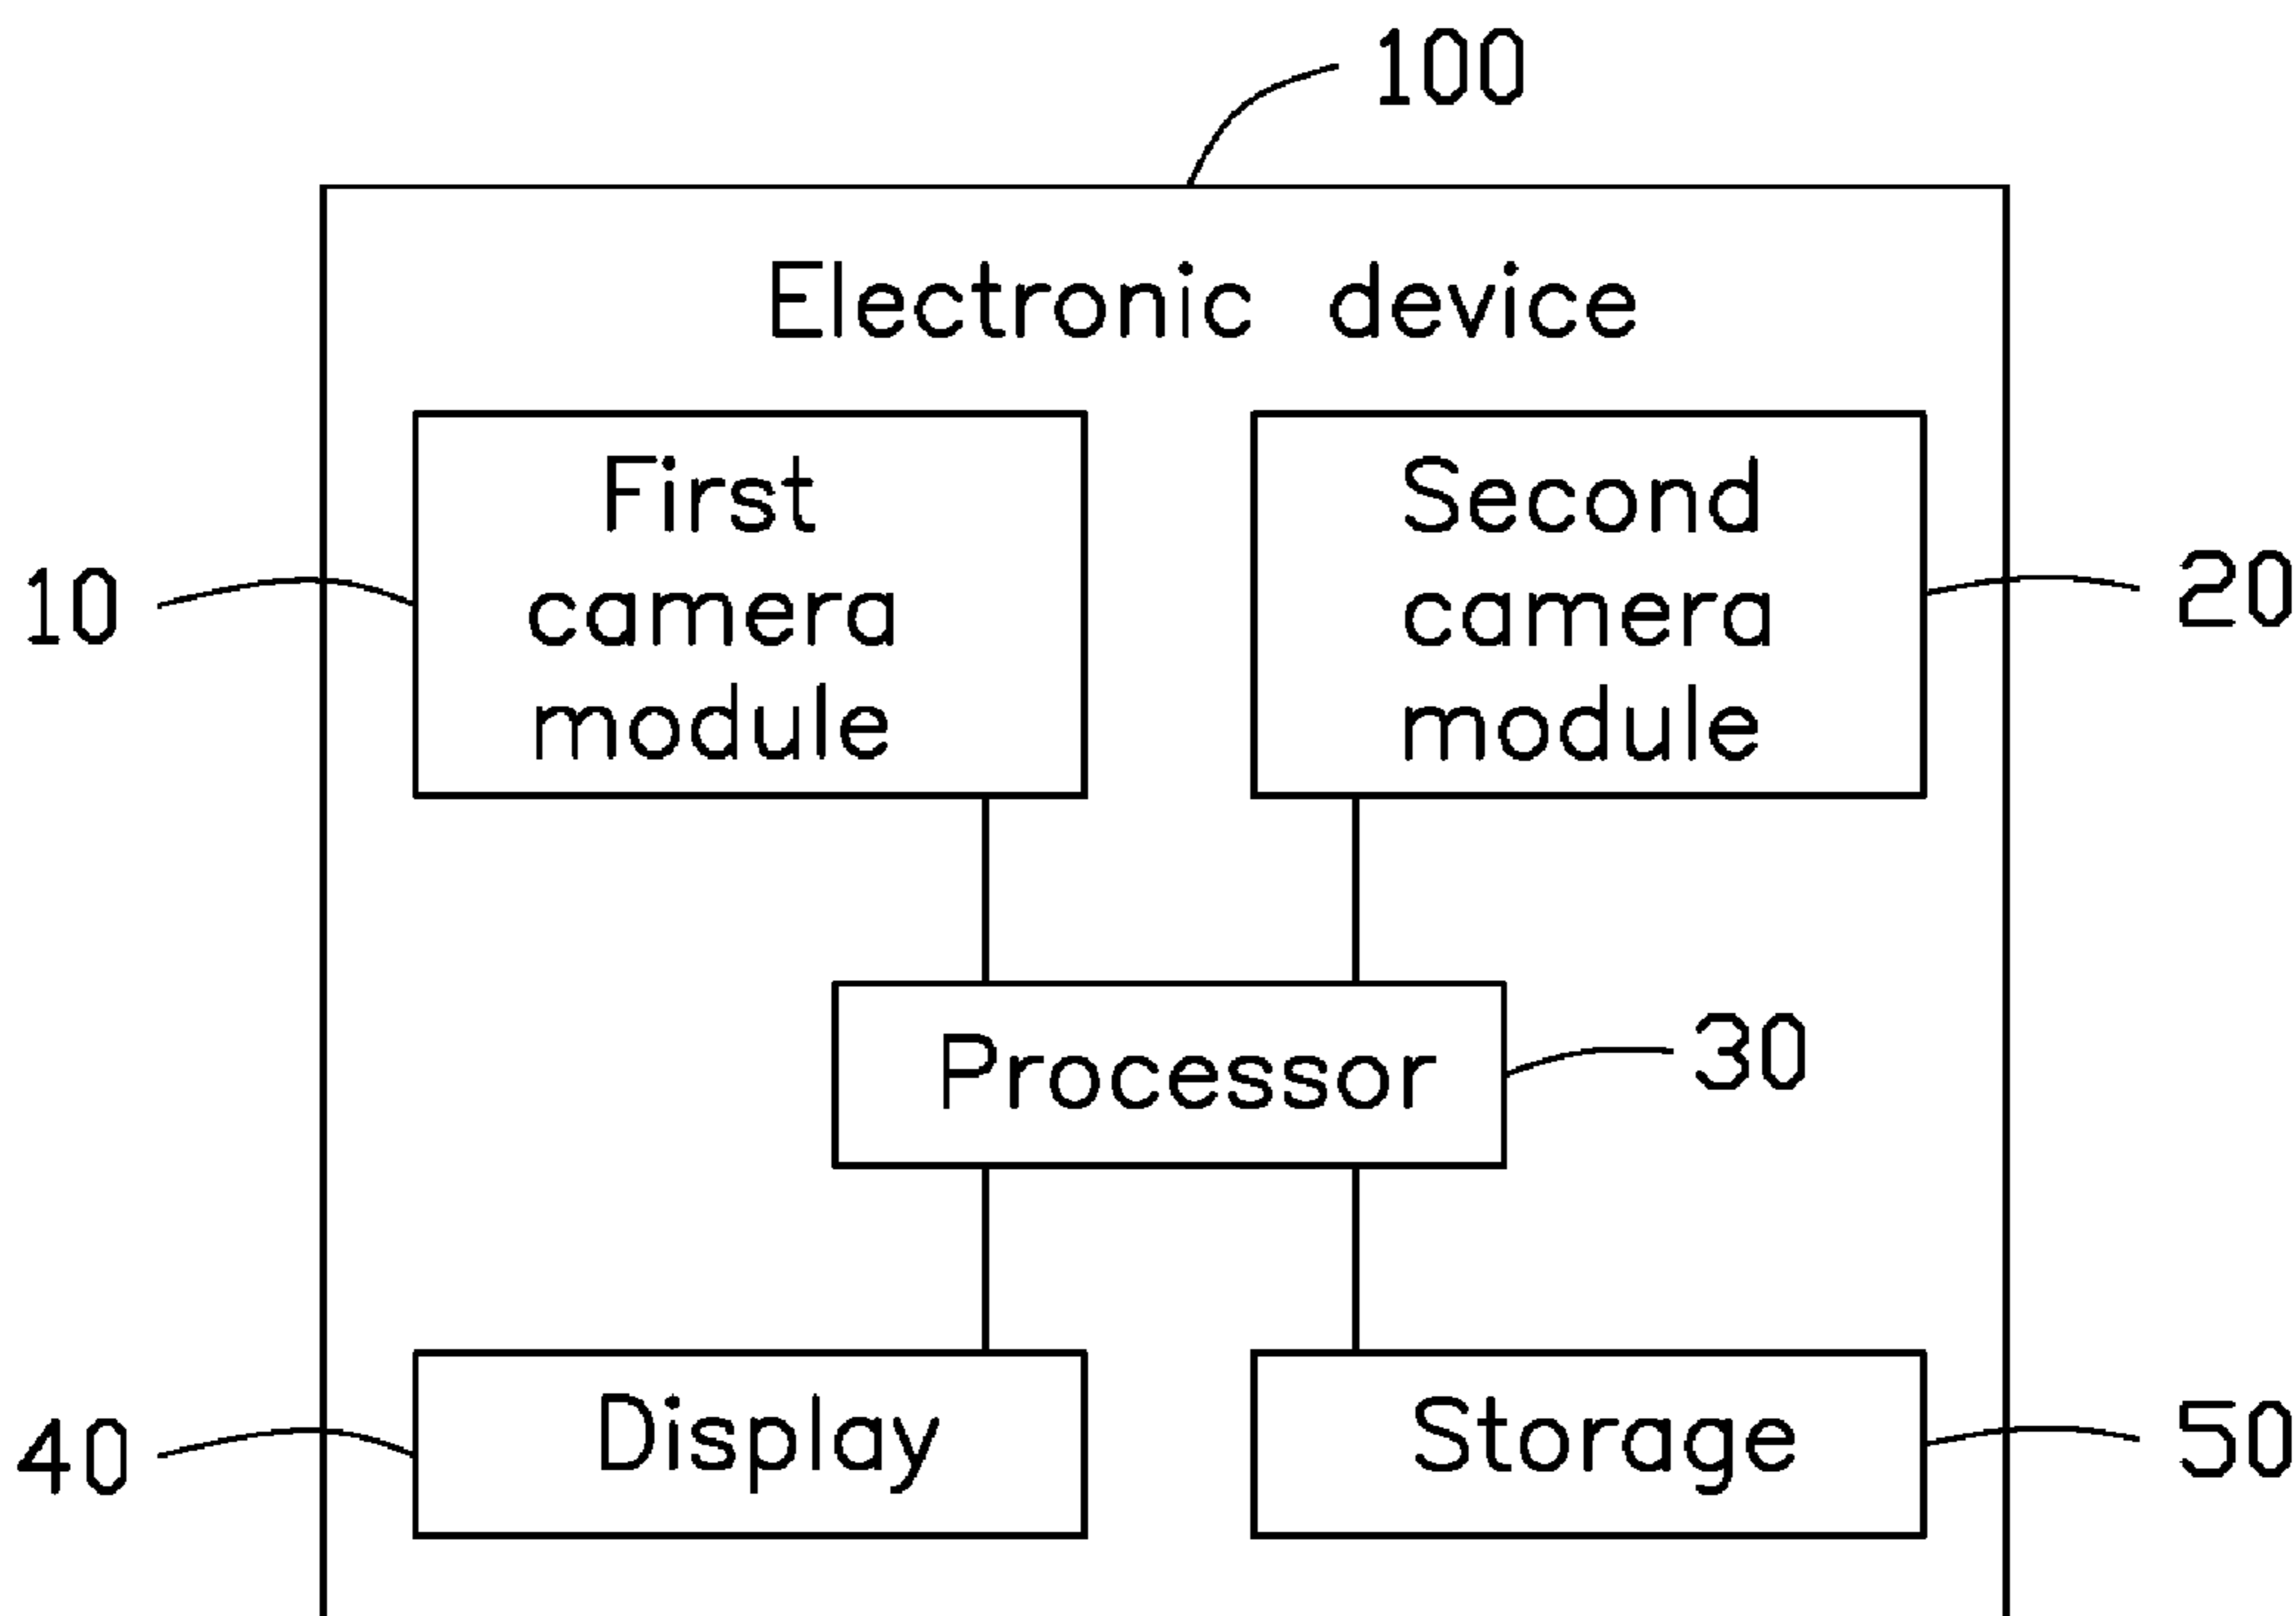 100
Electronic device
First
camera
module
Second
camera
module
10
20
Processor
30
Display
Storage
40
50